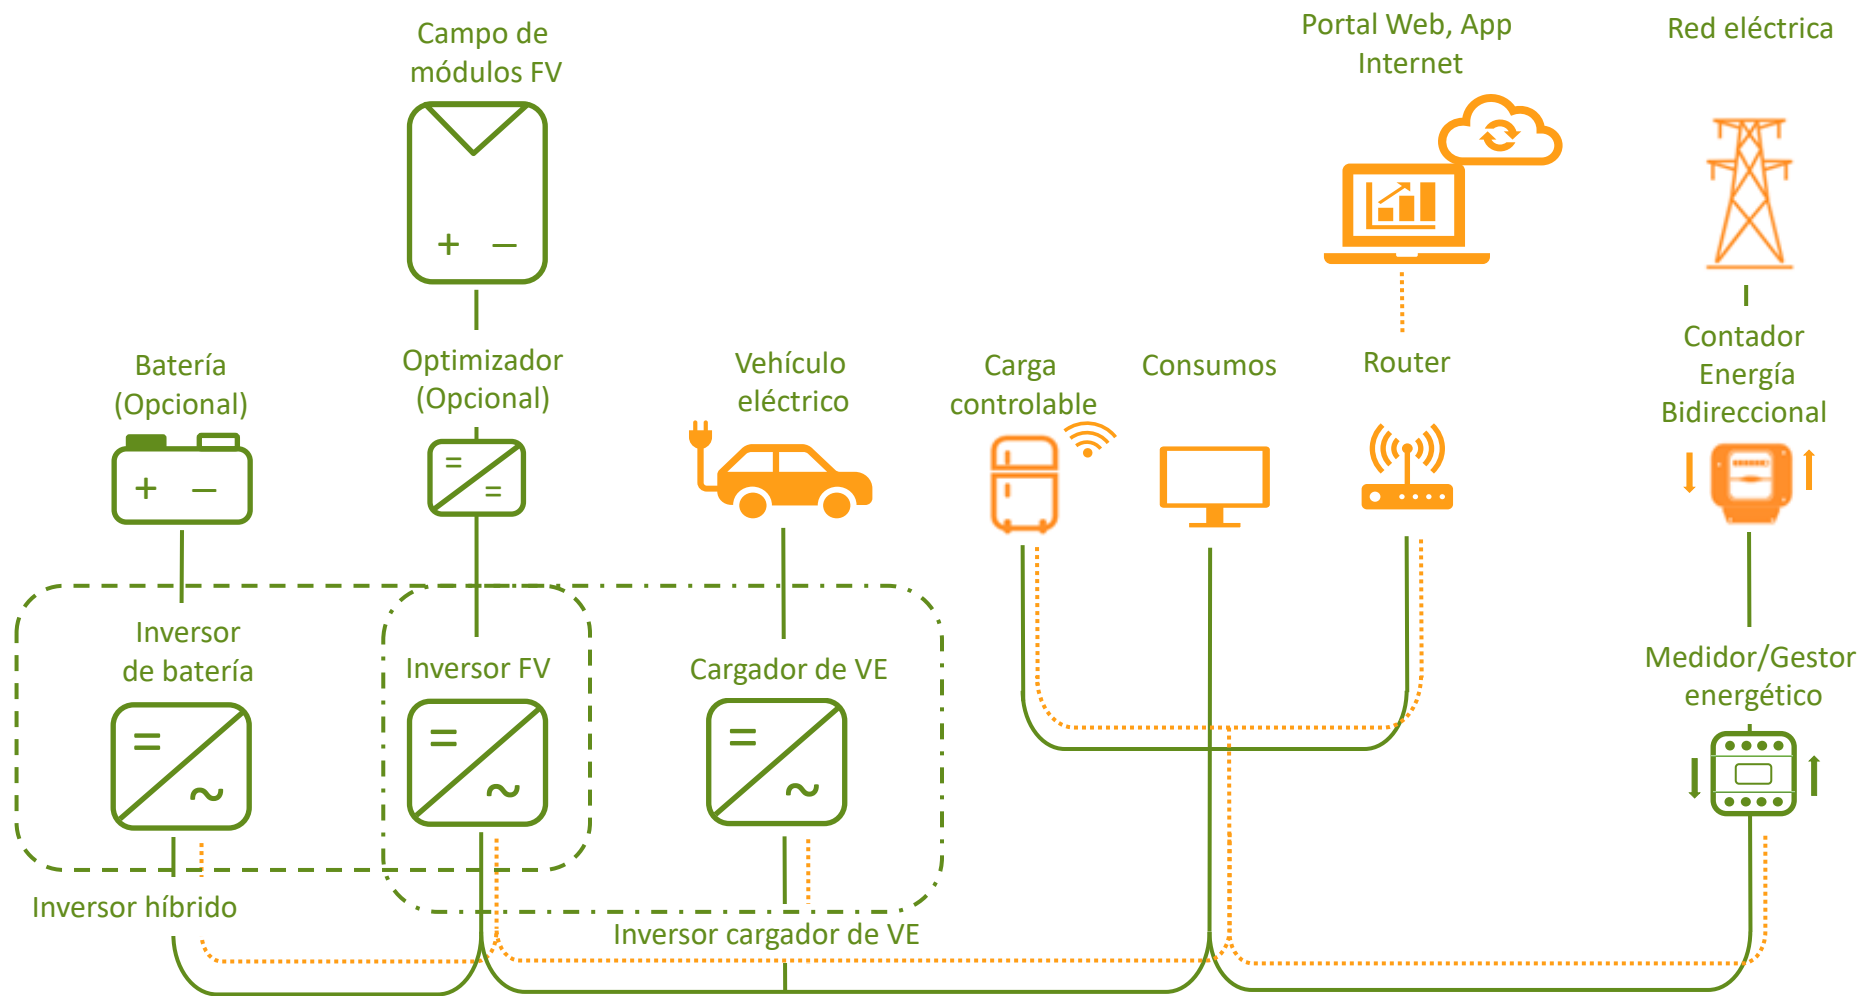 Campo de
módulos FV
Portal Web, App
Internet
Red eléctrica
Batería
(Opcional)
Optimizador
(Opcional)
Vehículo
eléctrico
Carga
controlable
Consumos
Router
Contador
Energía
Bidireccional
Inversor
de batería
Inversor FV
Cargador de VE
Medidor/Gestor
energético
Inversor híbrido
Inversor cargador de VE